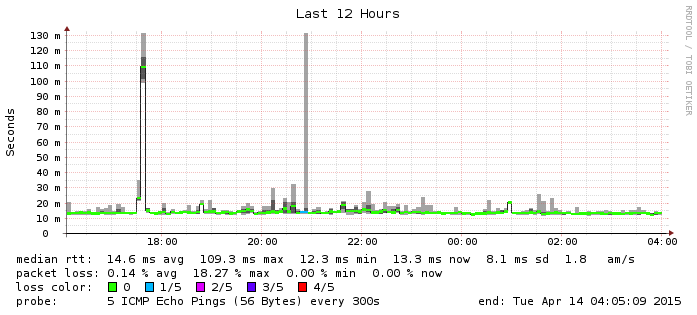 Last 12 Hours
RRDTOOL / TOBI OETIKER
Seconds
130 m
120 m
110 m
100 m
90 m
80 m
70 m
60 m
50 m
40 m
30 m
20 m
10 m
0
18:00 20:00 22:00 00:00 02:00 04:00
median rtt: 14.6 ms avg 109.3 ms max 12.3 ms min 13.3 ms now 8.1 ms sd 1.8 am/s
packet loss: 0.14 % avg 18.27 % max 0.00 % min 0.00 % now
loss color: 0 1/5 2/5 3/5 4/5
probe: 5 ICMP Echo Pings (56 Bytes) every 300s end: Tue Apr 14 04:05:09 2015